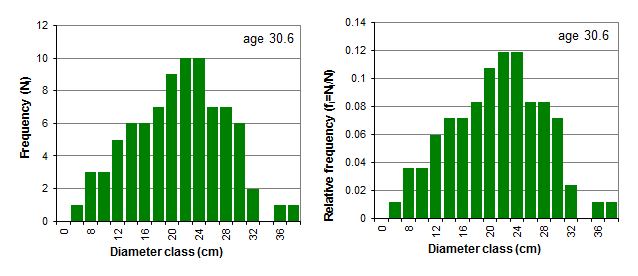 age 30.6
Frequency (Nᵢ)
12
10
8
6
4
2
0
0 8 12 16 20 24 28 32 36
Diameter class (cm)
age 30.6
Relative frequency (fᵢ=Nᵢ/N)
0.14
0.12
0.1
0.08
0.06
0.04
0.02
0
0 8 12 16 20 24 28 32 36
Diameter class (cm)